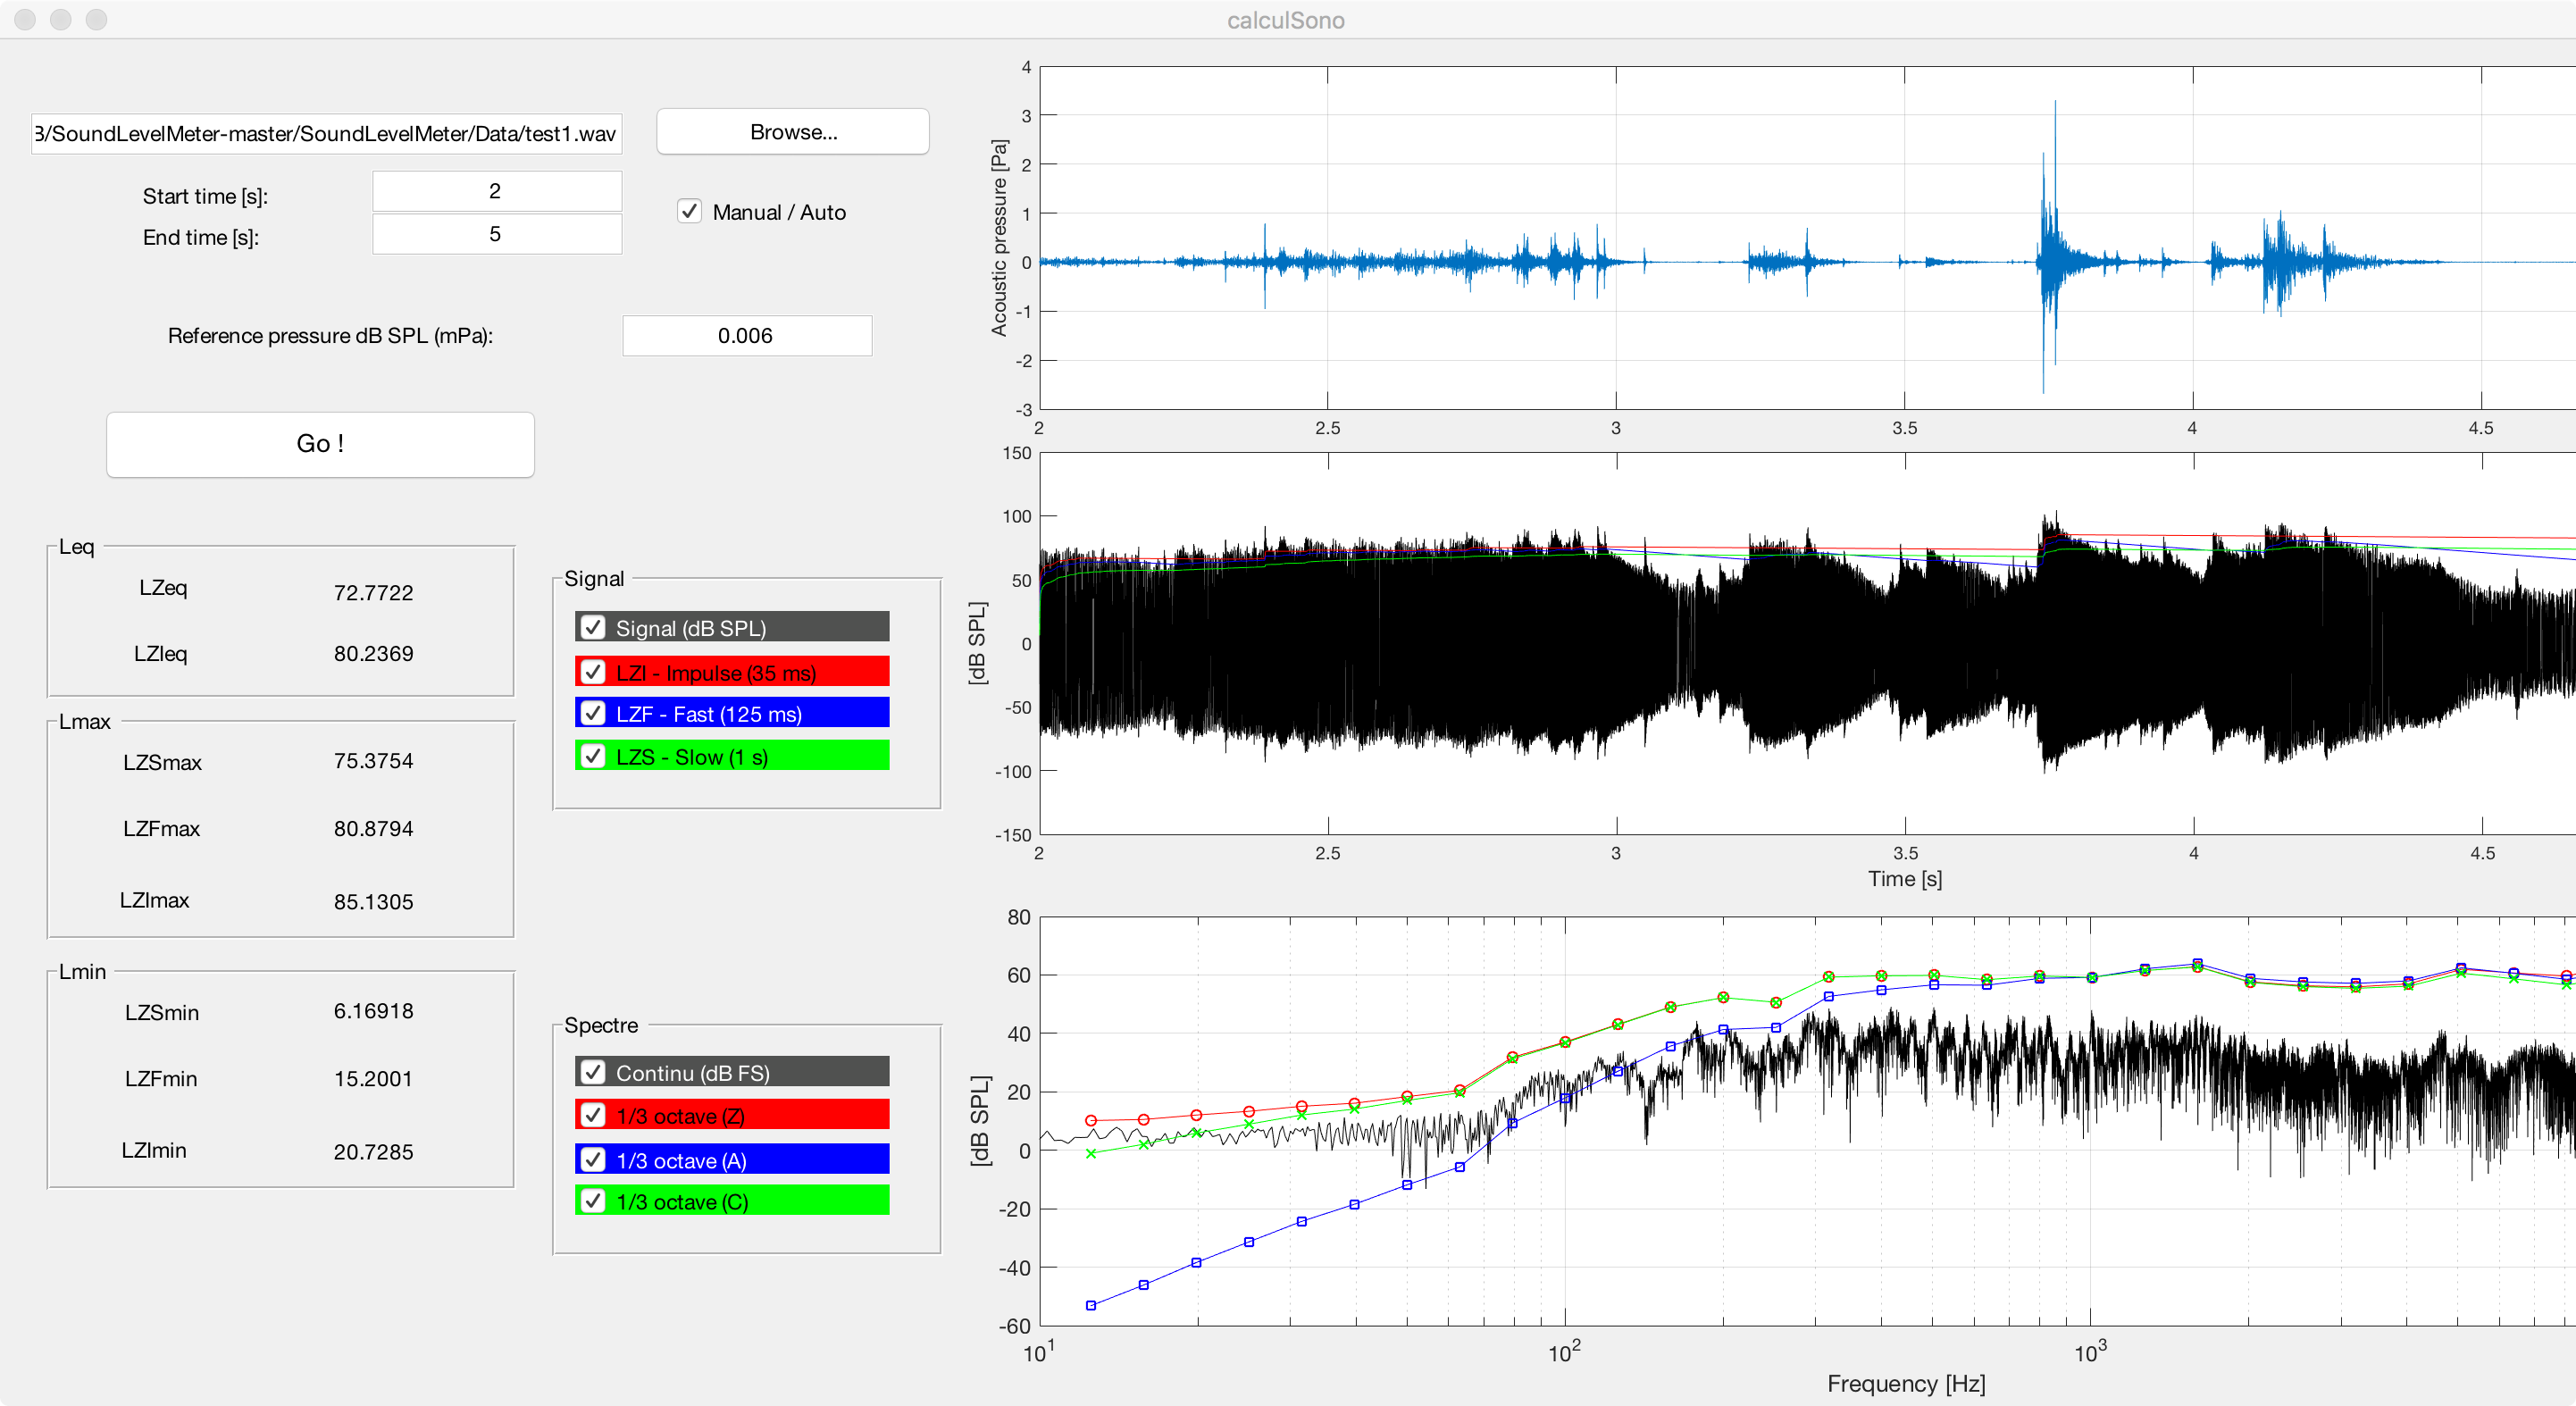 calculSono
3/SoundLevelMeter-master/SoundLevelMeter/Data/test1.wav
Browse...
Start time [s]:
2
End time [s]:
5
Manual / Auto
Reference pressure dB SPL (mPa):
0.006
Go !
Leq
LZeq
72.7722
LZIeq
80.2369
Lmax
LZSmax
75.3754
LZFmax
80.8794
LZImax
85.1305
Lmin
LZSmin
6.16918
LZFmin
15.2001
LZImin
20.7285
Signal
Signal (dB SPL)
LZI - Impulse (35 ms)
LZF - Fast (125 ms)
LZS - Slow (1 s)
Spectre
Continu (dB FS)
1/3 octave (Z)
1/3 octave (A)
1/3 octave (C)
Acoustic pressure [Pa]
4
3
2
1
0
-1
-2
-3
2 2.5 3 3.5 4 4.5
[dB SPL]
150
100
50
0
-50
-100
-150
2 2.5 3 3.5 4 4.5
Time [s]
[dB SPL]
80
60
40
20
0
-20
-40
-60
10¹ 10² 10³
Frequency [Hz]